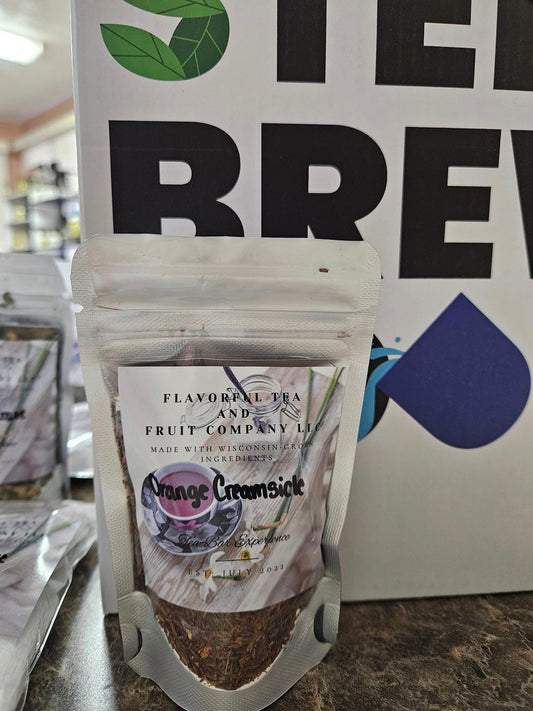 BREW
FLAVORFUL TEA
AND
FRUIT COMPANY LLC
MADE WITH WISCONSIN-GROWN
INGREDIENTS
Orange Creamsicle
Tea Bar Experience
EST. JULY 2022